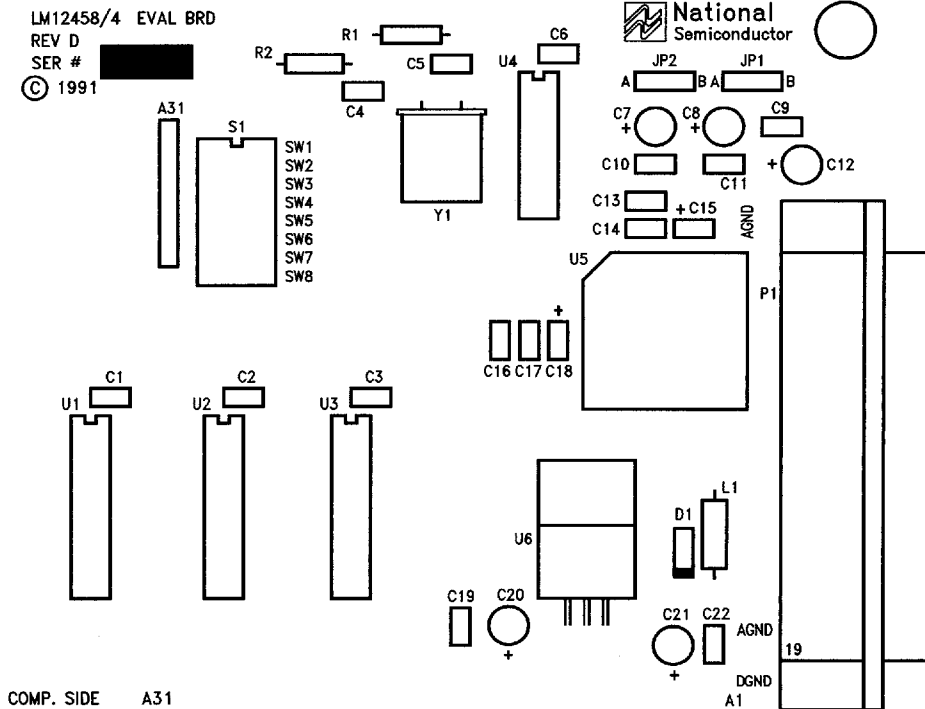 LM12458/4 EVAL BRD
REV D
SER #
© 1991
National
Semiconductor
R1
R2
C5
C6
U4
C4
JP2
JP1
A
B
A
B
A31
S1
SW1
SW2
SW3
SW4
SW5
SW6
SW7
SW8
Y1
C7
+
C8
+
C9
C10
C11
+
C12
C13
C14
+
C15
AGND
U5
P1
+
C16
C17
C18
C1
C2
C3
U1
U2
U3
L1
D1
U6
C19
C20
+
C21
+
C22
AGND
19
DGND
A1
COMP. SIDE A31